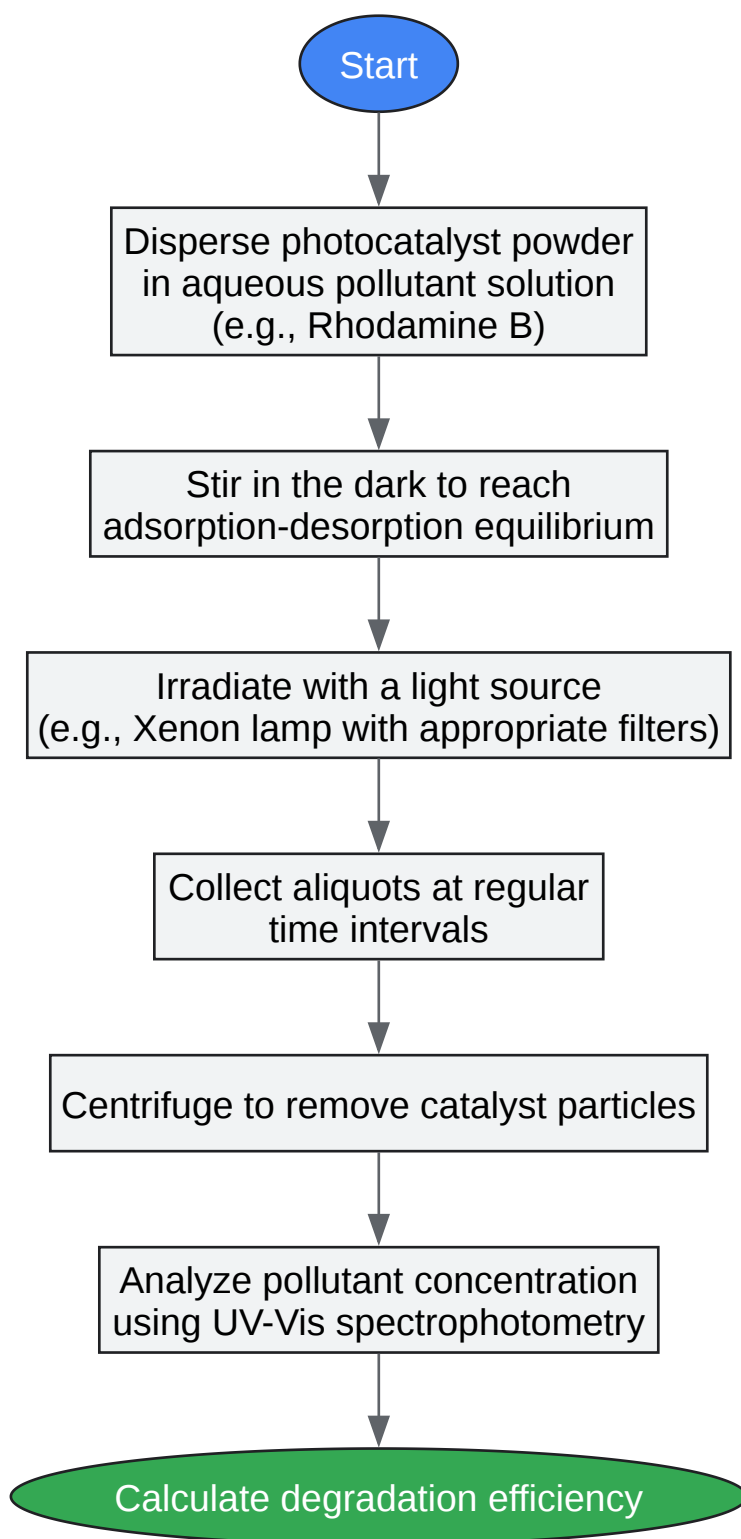 Start
Disperse photocatalyst powder
in aqueous pollutant solution
(e.g., Rhodamine B)
Stir in the dark to reach
adsorption-desorption equilibrium
Irradiate with a light source
(e.g., Xenon lamp with appropriate filters)
Collect aliquots at regular
time intervals
Centrifuge to remove catalyst particles
Analyze pollutant concentration
using UV-Vis spectrophotometry
Calculate degradation efficiency